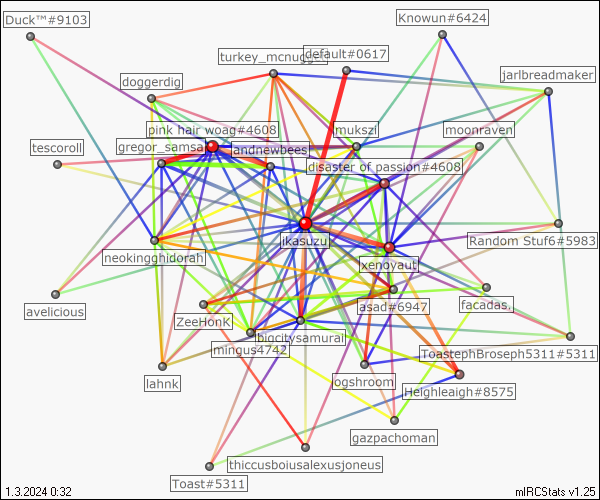 Duck™#9103
Knowun#6424
turkey_mcnugget
default#0617
doggerdig
jarlbreadmaker
pink hair woag#4608
mukszl
moonraven
tescoroll
gregor_samsa
andnewbees
disaster of passion#4608
ikasuzu
Random Stuf6#5983
neokingghidorah
xenoyaut
avelicious
ZeeHonK
asad#6947
facadas.
bigcitysamurai
mingus4742
ToastephBroseph5311#5311
lahnk
ogshroom
Heighleaigh#8575
gazpachoman
thiccusboiusalexusjoneus
Toast#5311
1.3.2024 0:32
mIRCStats v1.25